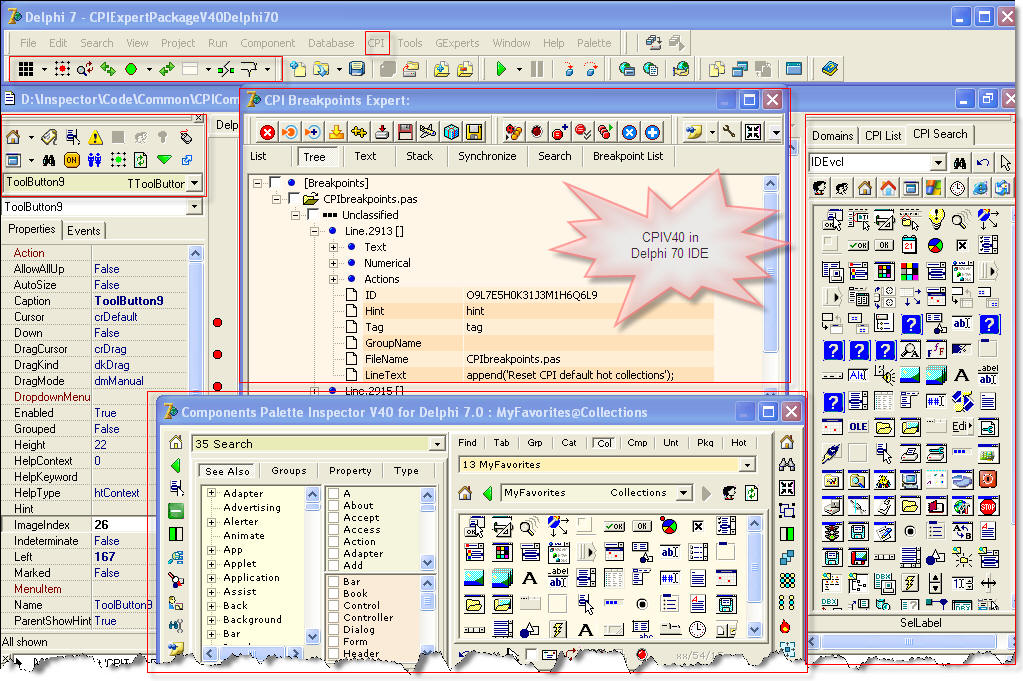 Delphi 7 - CPIExpertPackageV40Delphi70
File Edit Search View Project Run Component Database CPI Tools GExperts Window Help Palette
D:\Inspector\Code\Common\CPICom
Delp
ToolButton9 TToolButton
ToolButton9
Properties Events
Action
AllowAllUp False
AutoSize False
Caption ToolButton9
Cursor crDefault
Down False
DragCursor crDrag
DragKind dkDrag
DragMode dmManual
DropdownMenu
Enabled True
Grouped False
Height 22
HelpContext 0
HelpKeyword
HelpType htContext
Hint
ImageIndex 26
Indeterminate False
Left 167
Marked False
MenuItem
Name ToolButton9
ParentShowHint True
All shown
CPI Breakpoints Expert:
List Tree Text Stack Synchronize Search Breakpoint List
[Breakpoints]
CPIbreakpoints.pas
Unclassified
Line.2913 []
Text
Numerical
Actions
ID O9L7E5H0K31J3M1H6Q6L9
Hint hint
Tag tag
GroupName
FileName CPIbreakpoints.pas
LineText append('Reset CPI default hot collections');
Line.2915 []
CPIV40 in
Delphi 70 IDE
Domains CPI List CPI Search
IDEvcl
SelLabel
Components Palette Inspector V40 for Delphi 7.0 : MyFavorites@Collections
35 Search
See Also Groups Property Type
Adapter
Advertising
Alerter
Animate
App
Applet
Application
Assist
Back
Background
Bar
A
About
Accept
Access
Action
Adapter
Add
Bar
Book
Control
Controller
Dialog
Form
Header
Find Tab Grp Cat Col Cmp Unt Pkg Hot
13 MyFavorites
MyFavorites Collections